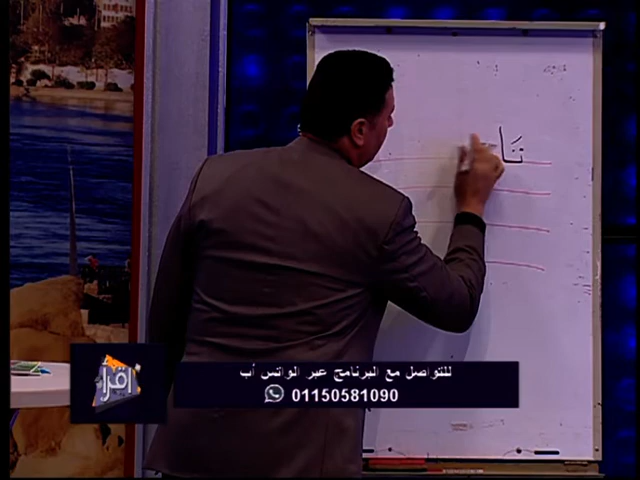 تَا
اقرأ
للتواصل مع البرنامج عبر الواتس أب
01150581090